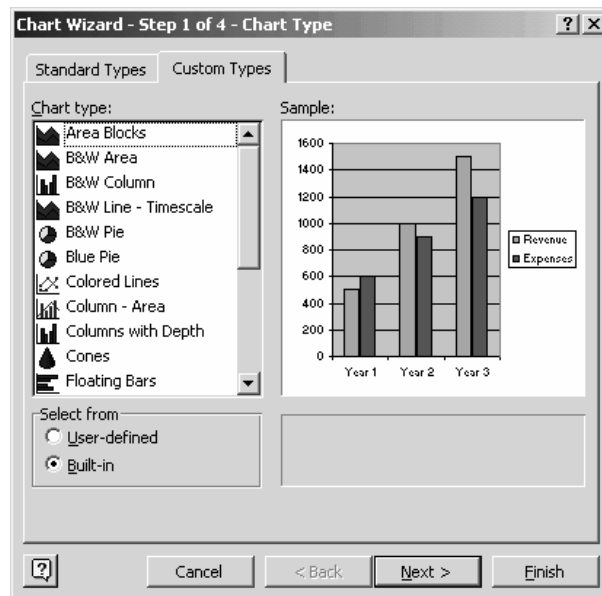 Chart Wizard - Step 1 of 4 - Chart Type
Standard Types
Custom Types
Chart type:
Area Blocks
B&W Area
B&W Column
B&W Line - Timescale
B&W Pie
Blue Pie
Colored Lines
Column - Area
Columns with Depth
Cones
Floating Bars
Sample:
1600
1400
1200
1000
800
600
400
200
0
Year 1 Year 2 Year 3
Revenue
Expenses
Select from
User-defined
Built-in
Cancel
< Back
Next >
Finish